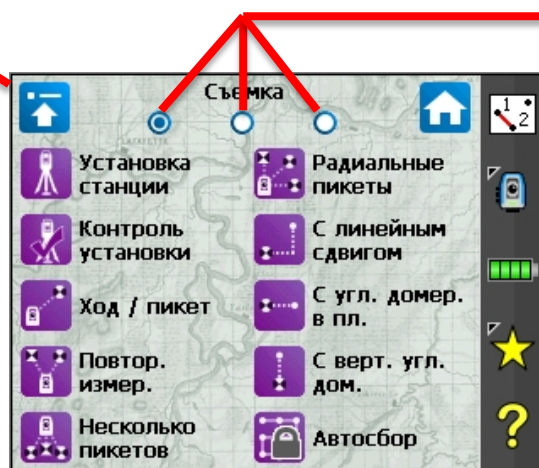 Съемка
Установка
станции
Радиальные
пикеты
Контроль
установки
С линейным
сдвигом
Ход / пикет
С угл. домер.
в пл.
Повтор.
измер.
С верт. угл.
дом.
Несколько
пикетов
Автосбор
1
2
?